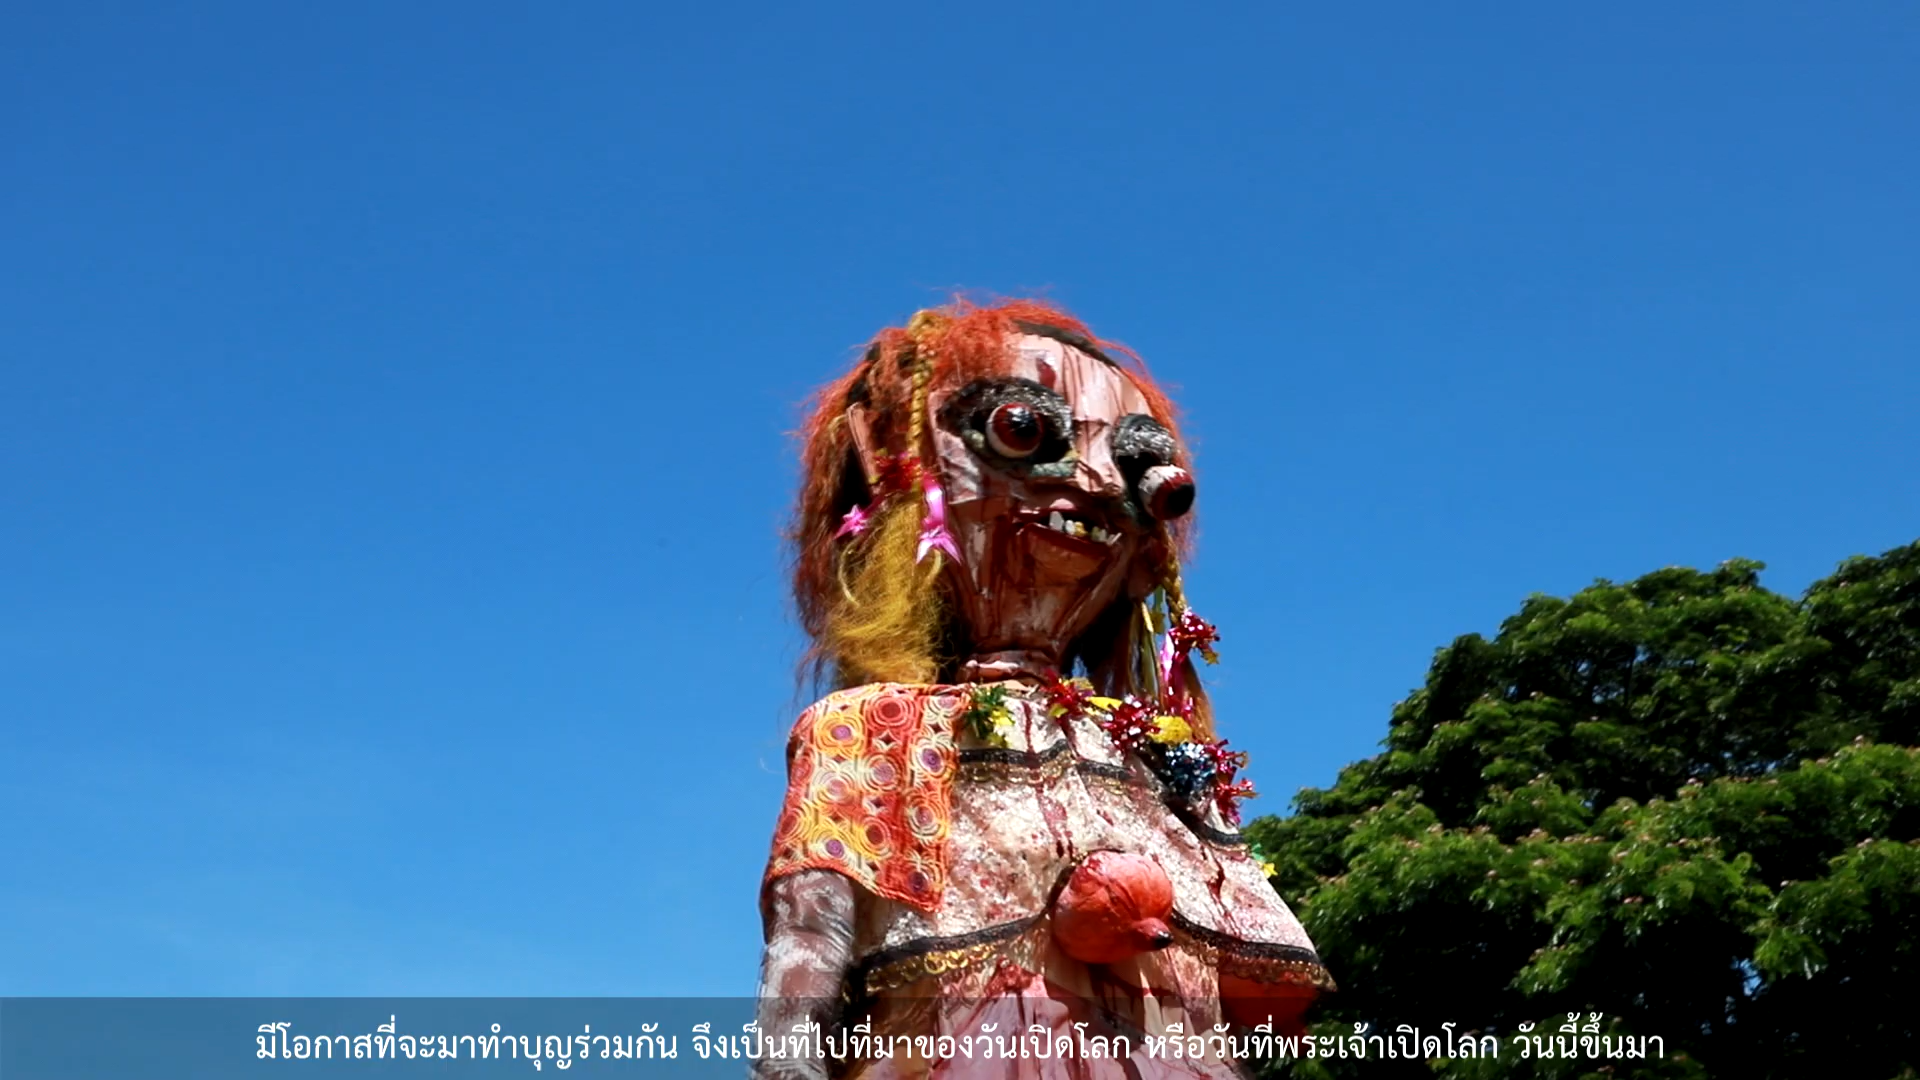 มีโอกาสที่จะมาทำบุญร่วมกัน จึงเป็นที่ไปที่มาของวันเปิดโลก หรือวันที่พระเจ้าเปิดโลก วันนี้ขึ้นมา